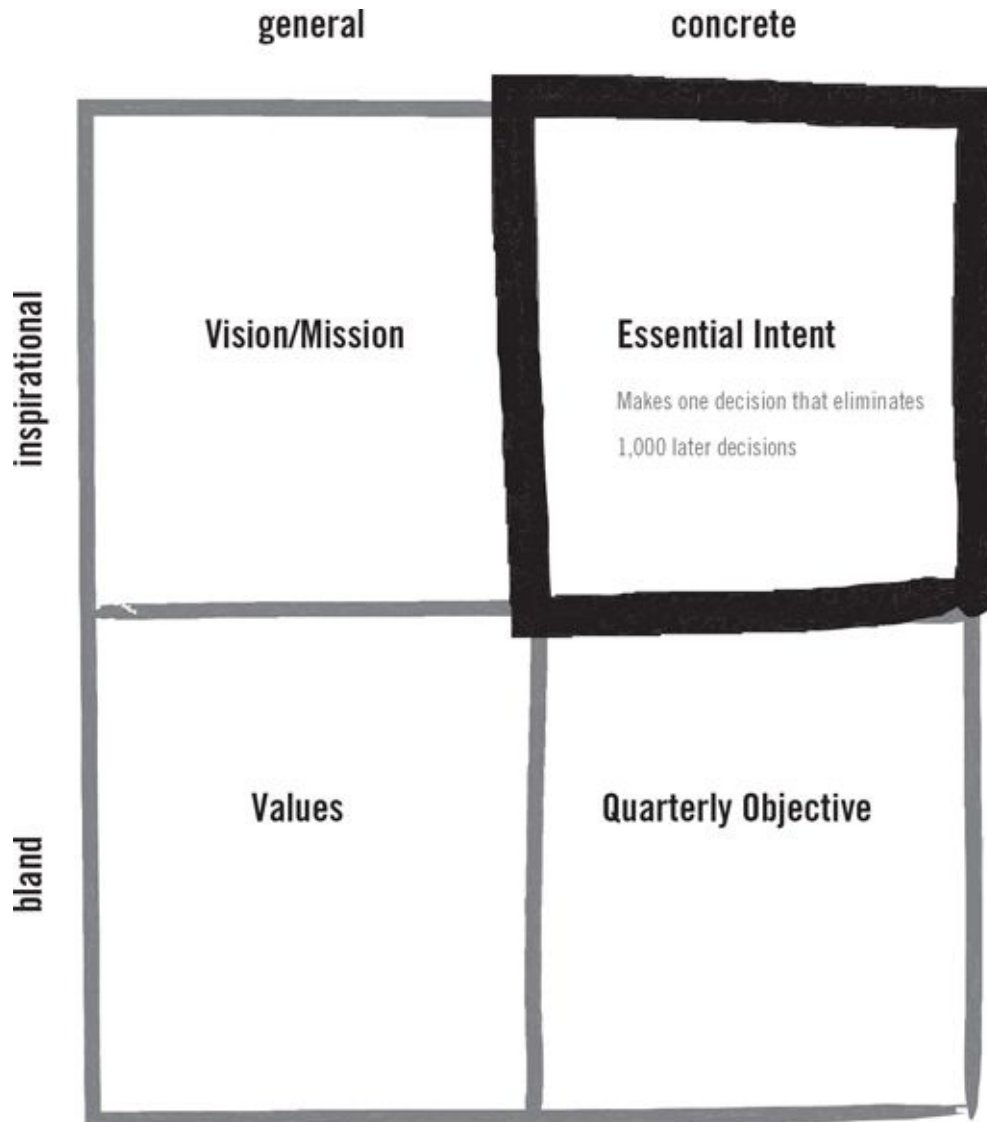 general
concrete
inspirational
Vision/Mission
Essential Intent
Makes one decision that eliminates
1,000 later decisions
bland
Values
Quarterly Objective